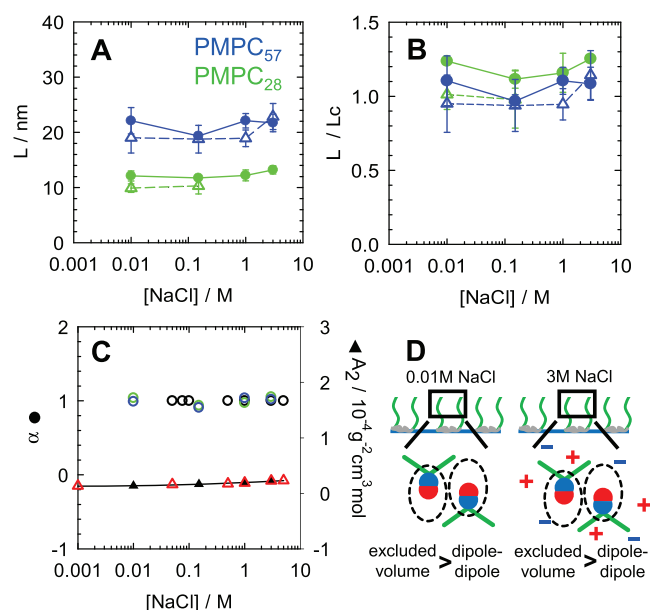 A
PMPC57
PMPC28
L / nm
40
30
20
10
0
0.001 0.01 0.1 1 10
[NaCl] / M
B
L / Lc
1.5
1.0
0.5
0.0
0.001 0.01 0.1 1 10
[NaCl] / M
C
α ●
2
1
0
-1
▲ A2 / 10-4g-2cm3mol
3
2
1
0
-1
0.001 0.01 0.1 1 10
[NaCl] / M
D
0.01M NaCl
3M NaCl
excluded volume > dipole-dipole
excluded volume > dipole-dipole